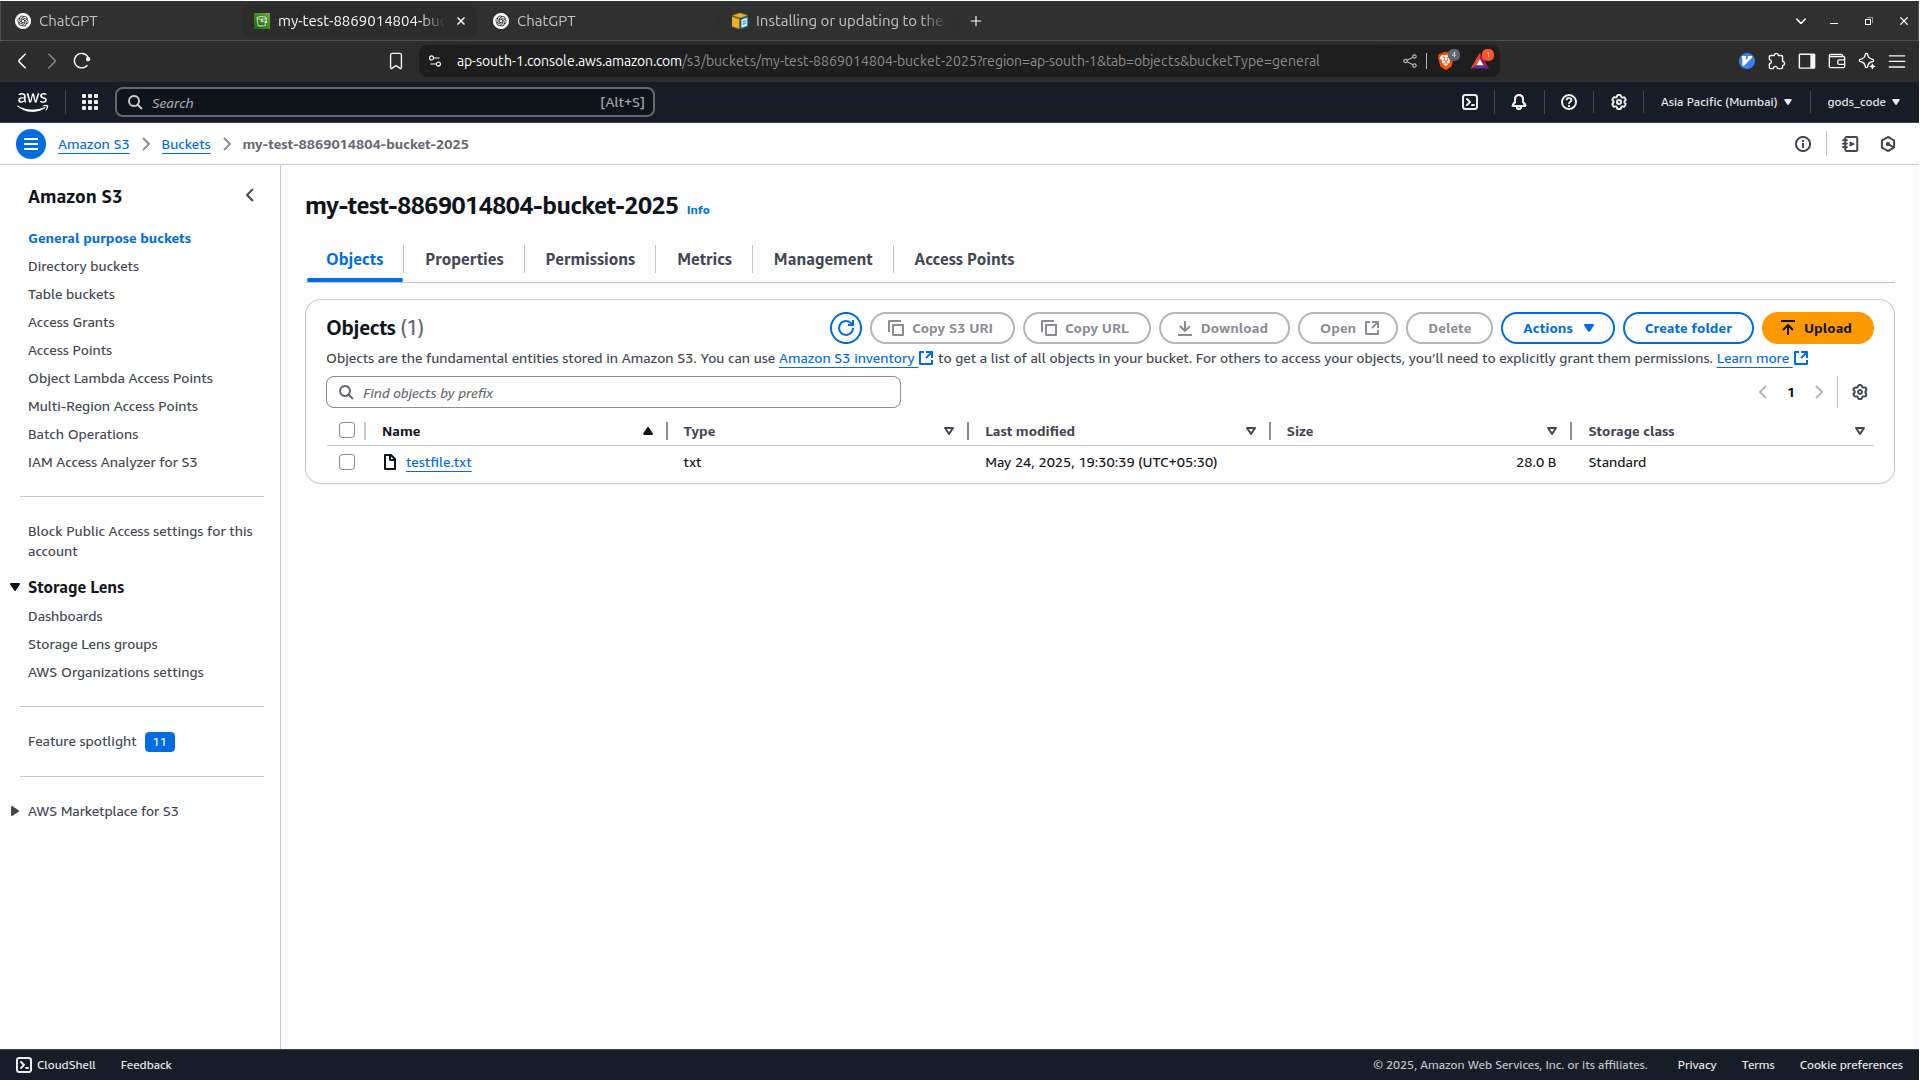 ChatGPT
my-test-8869014804-bu
ChatGPT
Installing or updating to the
ap-south-1.console.aws.amazon.com/s3/buckets/my-test-8869014804-bucket-2025?region=ap-south-1&tab=objects&bucketType=general
4
1
aws
Search
[Alt+S]
Asia Pacific (Mumbai)
gods_code
Amazon S3
Buckets
my-test-8869014804-bucket-2025
Amazon S3
General purpose buckets
Directory buckets
Table buckets
Access Grants
Access Points
Object Lambda Access Points
Multi-Region Access Points
Batch Operations
IAM Access Analyzer for S3
Block Public Access settings for this
account
Storage Lens
Dashboards
Storage Lens groups
AWS Organizations settings
Feature spotlight 11
AWS Marketplace for S3
my-test-8869014804-bucket-2025 Info
Objects
Properties
Permissions
Metrics
Management
Access Points
Objects (1)
Copy S3 URI
Copy URL
Download
Open
Delete
Actions
Create folder
Upload
Objects are the fundamental entities stored in Amazon S3. You can use Amazon S3 inventory to get a list of all objects in your bucket. For others to access your objects, you'll need to explicitly grant them permissions. Learn more
Find objects by prefix
1
Name Type Last modified Size Storage class
testfile.txt txt May 24, 2025, 19:30:39 (UTC+05:30) 28.0 B Standard
CloudShell Feedback © 2025, Amazon Web Services, Inc. or its affiliates. Privacy Terms Cookie preferences